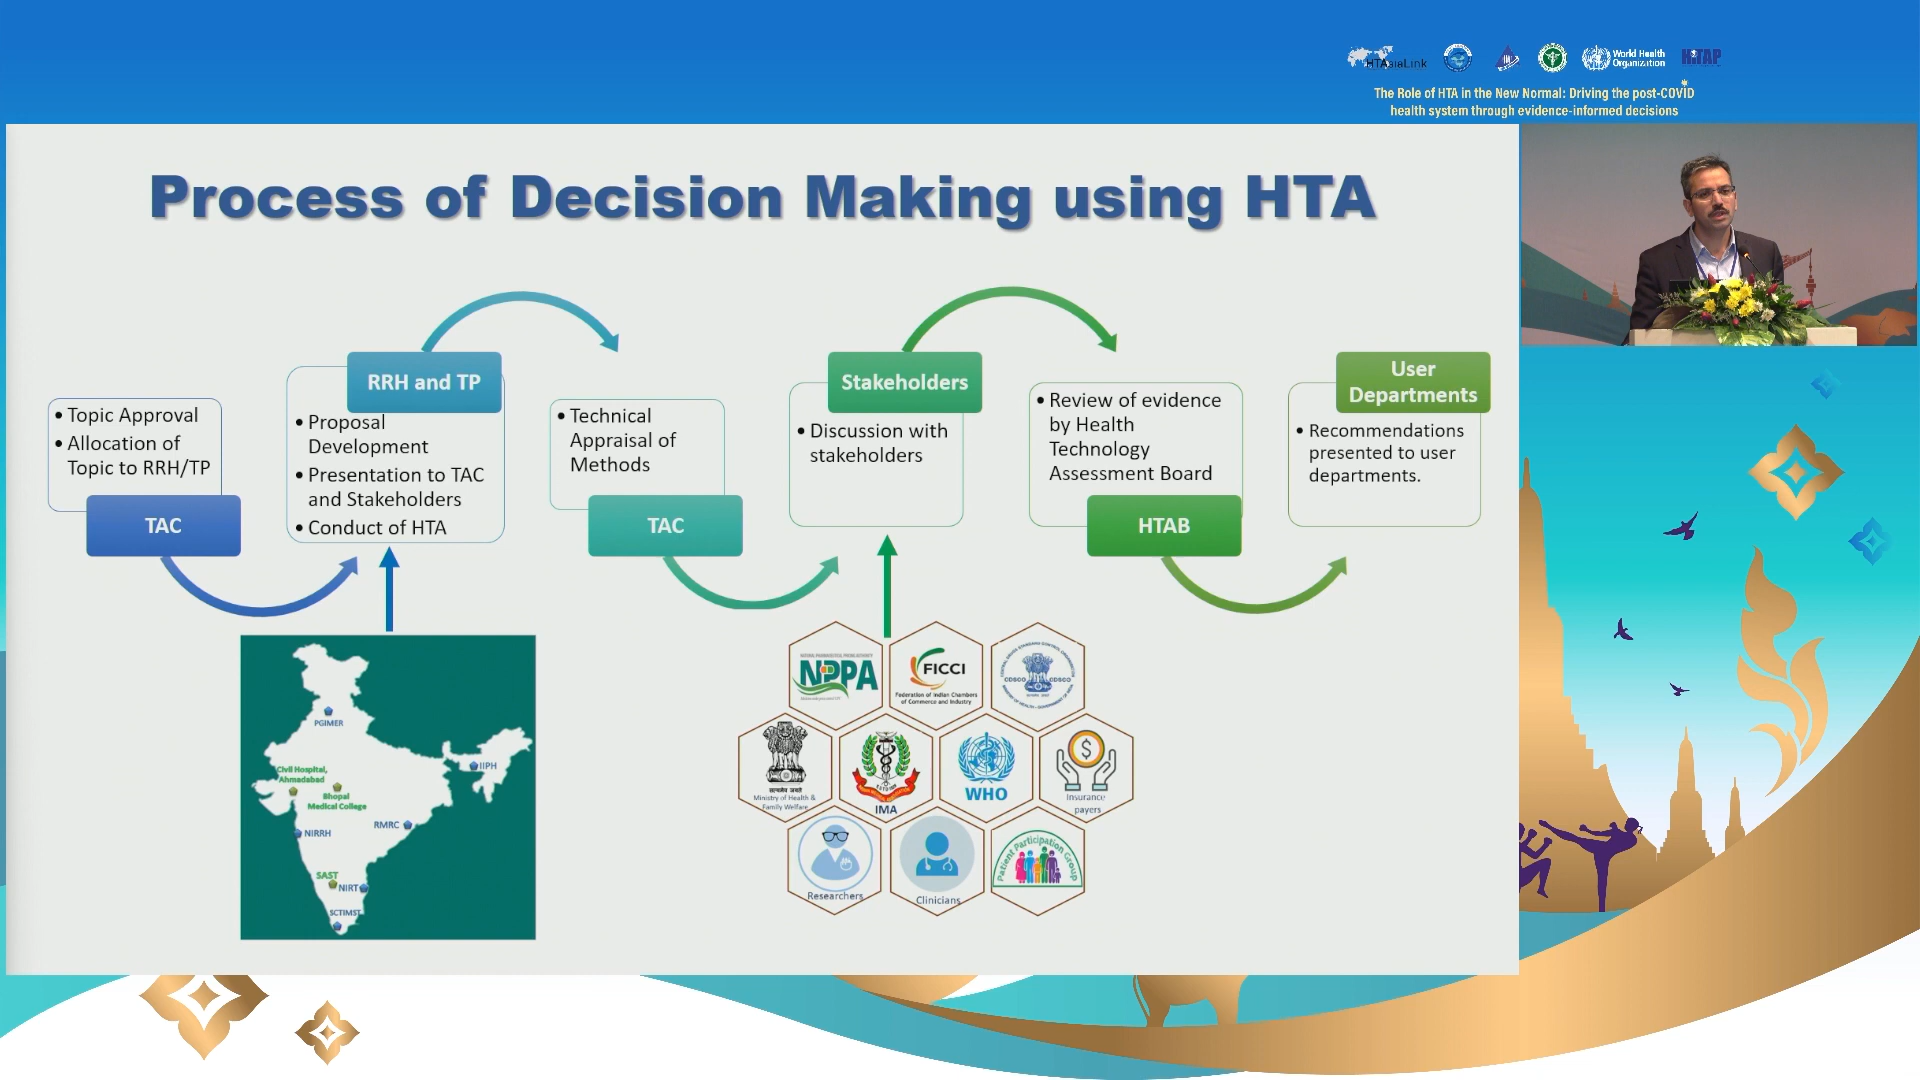 HTAsiaLink
World Health
Organization
HITAP
The Role of HTA in the New Normal: Driving the post-COVID
health system through evidence-informed decisions
Process of Decision Making using HTA
• Topic Approval
• Allocation of
Topic to RRH/TP
TAC
RRH and TP
• Proposal
Development
• Presentation to TAC
and Stakeholders
• Conduct of HTA
• Technical
Appraisal of
Methods
TAC
Stakeholders
• Discussion with
stakeholders
• Review of evidence
by Health
Technology
Assessment Board
HTAB
User
Departments
• Recommendations
presented to user
departments.
PGIMER
IIPH
Civil Hospital,
Ahmadabad
Bhopal
Medical College
NIRRH
RMRC
SAST
NIRT
SCTIMST
NPPA
FICCI
Federation of Indian Chambers
of Commerce and Industry
CDSCO CDSCO
सत्यमेव जयते
Ministry of Health &
Family Welfare
IMA
WHO
$
Insurance
payers
Researchers
Clinicians
Patient Participation Group